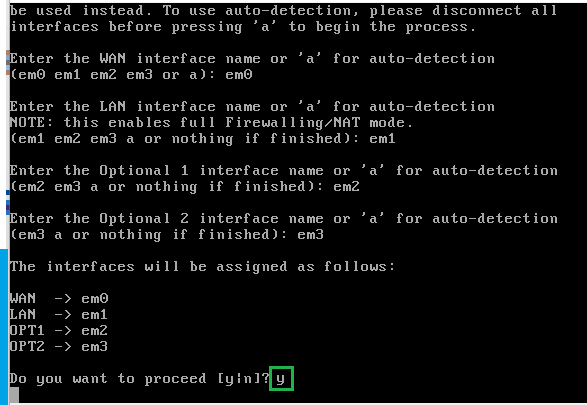 be used instead. To use auto-detection, please disconnect all
interfaces before pressing 'a' to begin the process.
Enter the WAN interface name or 'a' for auto-detection
(em0 em1 em2 em3 or a): em0
Enter the LAN interface name or 'a' for auto-detection
NOTE: this enables full Firewalling/NAT mode.
(em1 em2 em3 a or nothing if finished): em1
Enter the Optional 1 interface name or 'a' for auto-detection
(em2 em3 a or nothing if finished): em2
Enter the Optional 2 interface name or 'a' for auto-detection
(em3 a or nothing if finished): em3
The interfaces will be assigned as follows:
WAN  -> em0
LAN  -> em1
OPT1 -> em2
OPT2 -> em3
Do you want to proceed [y|n]? y